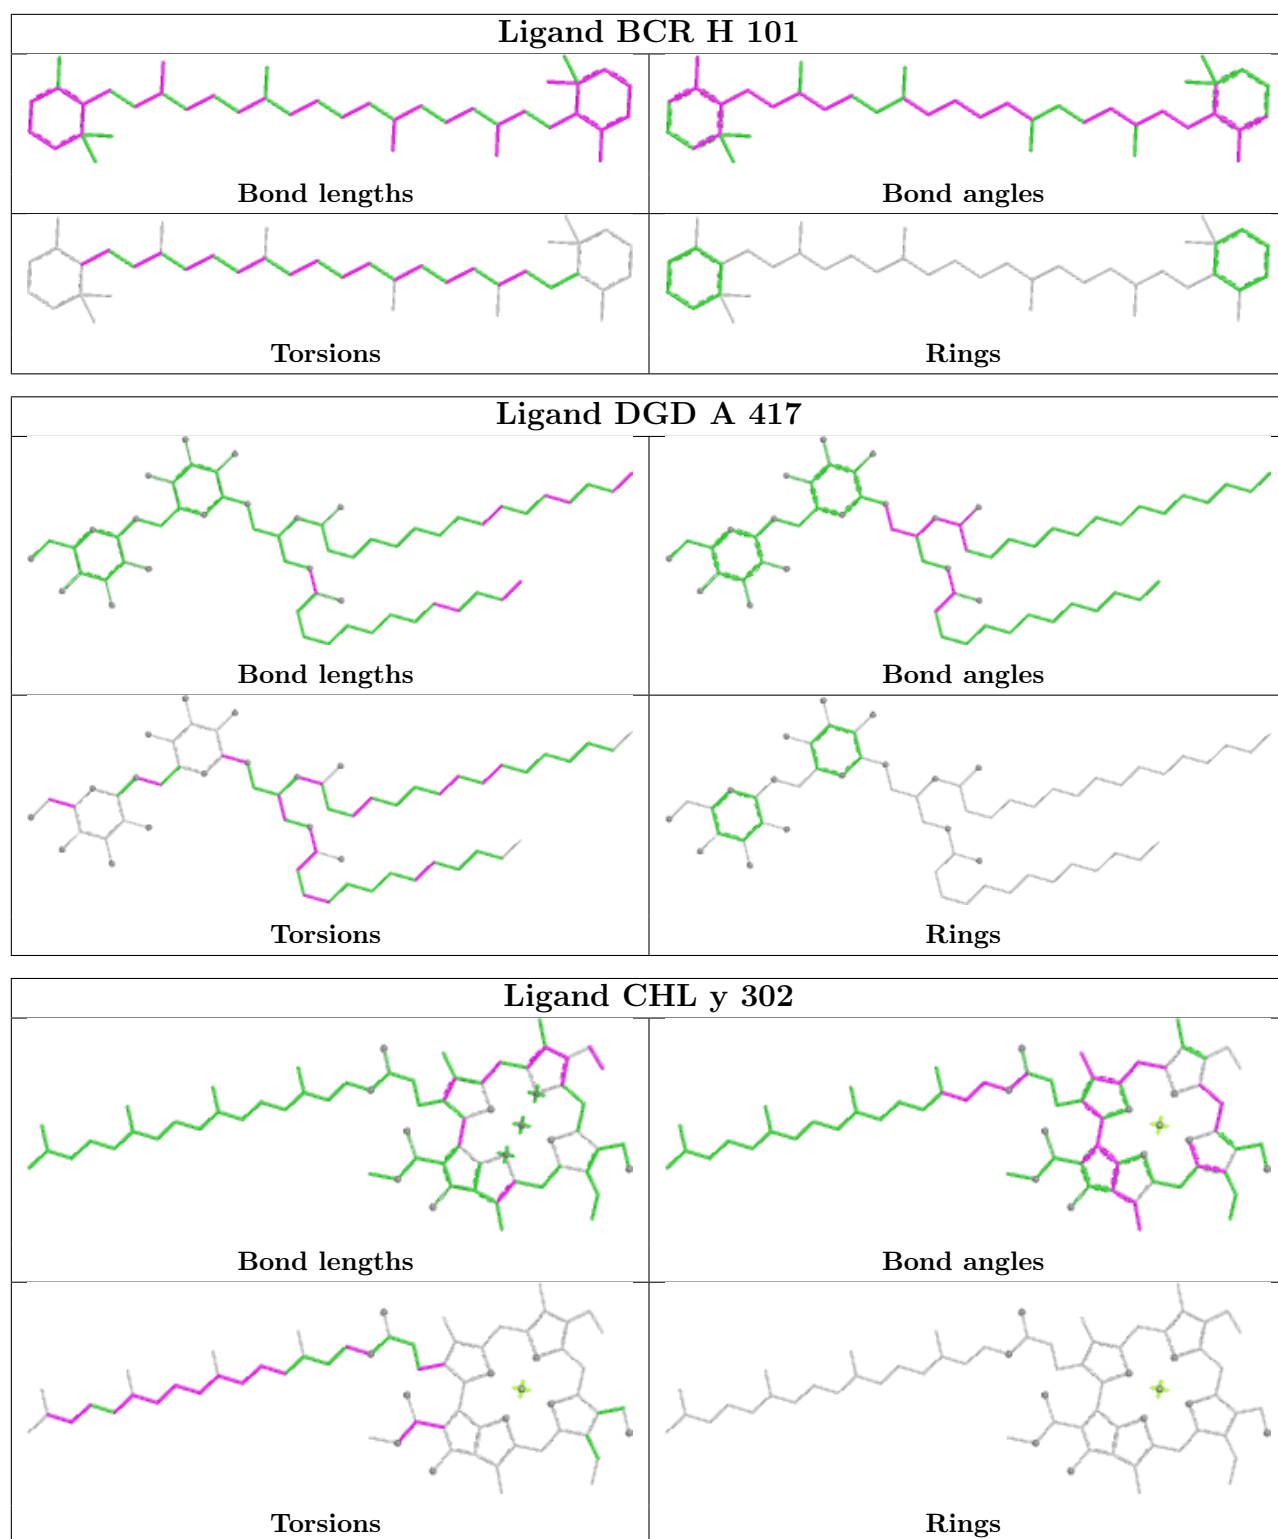 Ligand BCR H 101
Bond lengths
Bond angles
Torsions
Rings
Ligand DGD A 417
Bond lengths
Bond angles
Torsions
Rings
Ligand CHL y 302
Bond lengths
Bond angles
Torsions
Rings